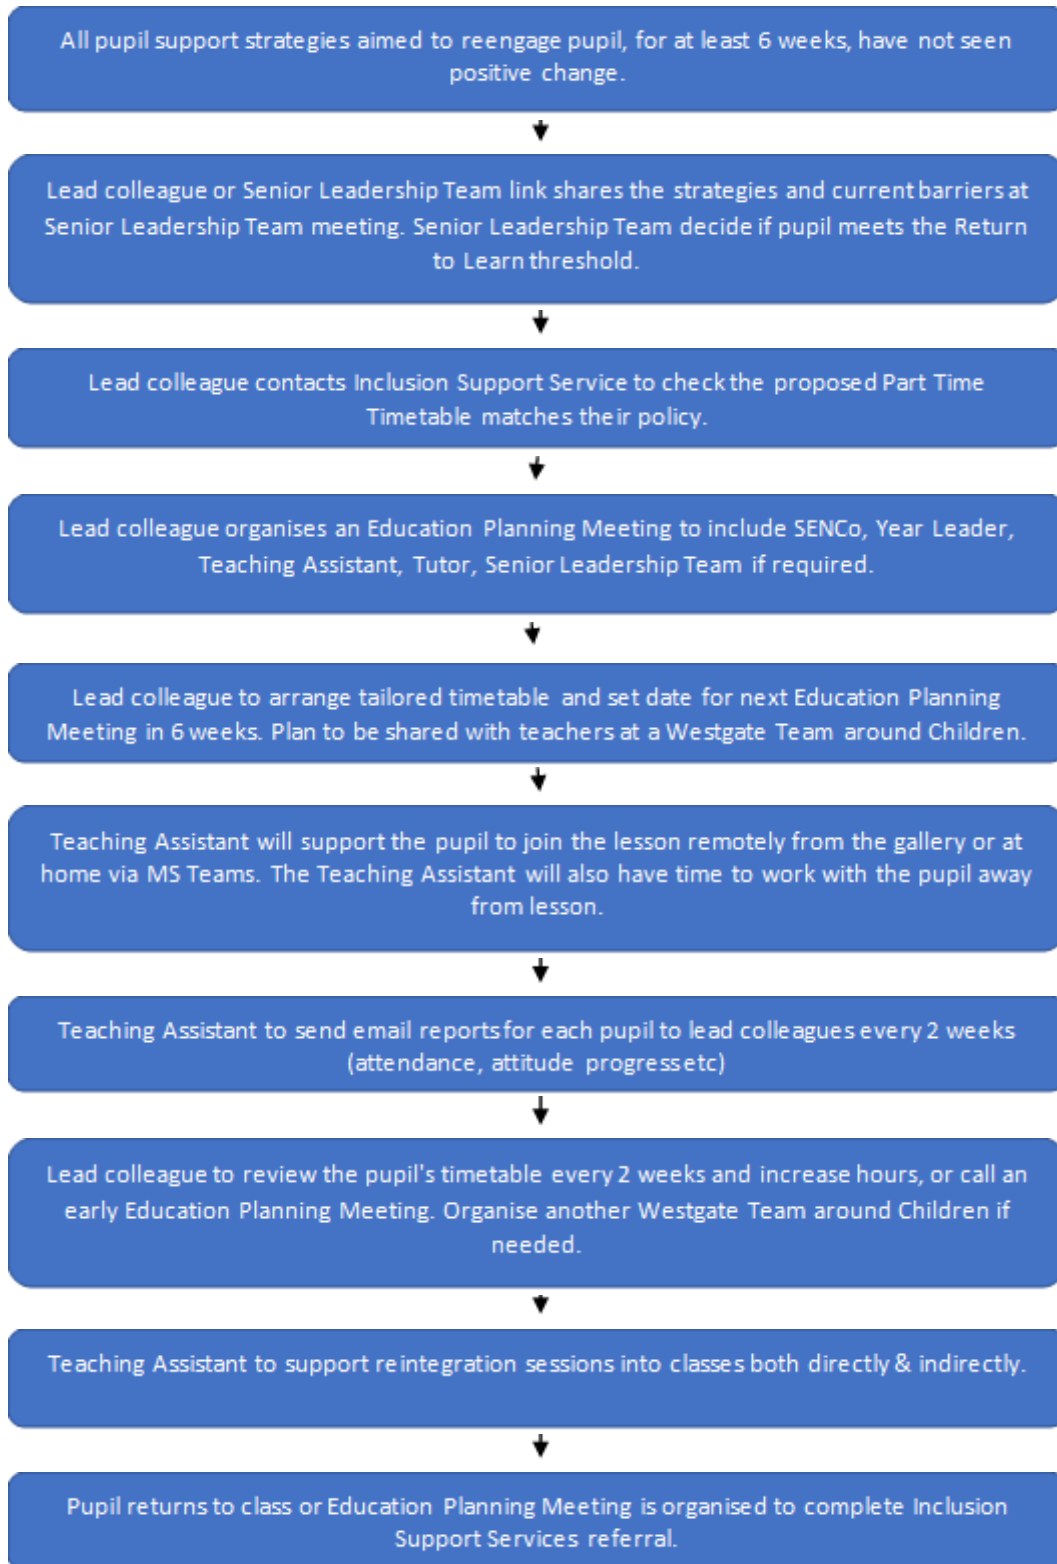 All pupil support strategies aimed to reengage pupil, for at least 6 weeks, have not seen
positive change.
Lead colleague or Senior Leadership Team link shares the strategies and current barriers at
Senior Leadership Team meeting. Senior Leadership Team decide if pupil meets the Return
to Learn threshold.
Lead colleague contacts Inclusion Support Service to check the proposed Part Time
Timetable matches their policy.
Lead colleague organises an Education Planning Meeting to include SENCo, Year Leader,
Teaching Assistant, Tutor, Senior Leadership Team if required.
Lead colleague to arrange tailored timetable and set date for next Education Planning
Meeting in 6 weeks. Plan to be shared with teachers at a Westgate Team around Children.
Teaching Assistant will support the pupil to join the lesson remotely from the gallery or at
home via MS Teams. The Teaching Assistant will also have time to work with the pupil away
from lesson.
Teaching Assistant to send email reports for each pupil to lead colleagues every 2 weeks
(attendance, attitude progress etc)
Lead colleague to review the pupil's timetable every 2 weeks and increase hours, or call an
early Education Planning Meeting. Organise another Westgate Team around Children if
needed.
Teaching Assistant to support reintegration sessions into classes both directly & indirectly.
Pupil returns to class or Education Planning Meeting is organised to complete Inclusion
Support Services referral.